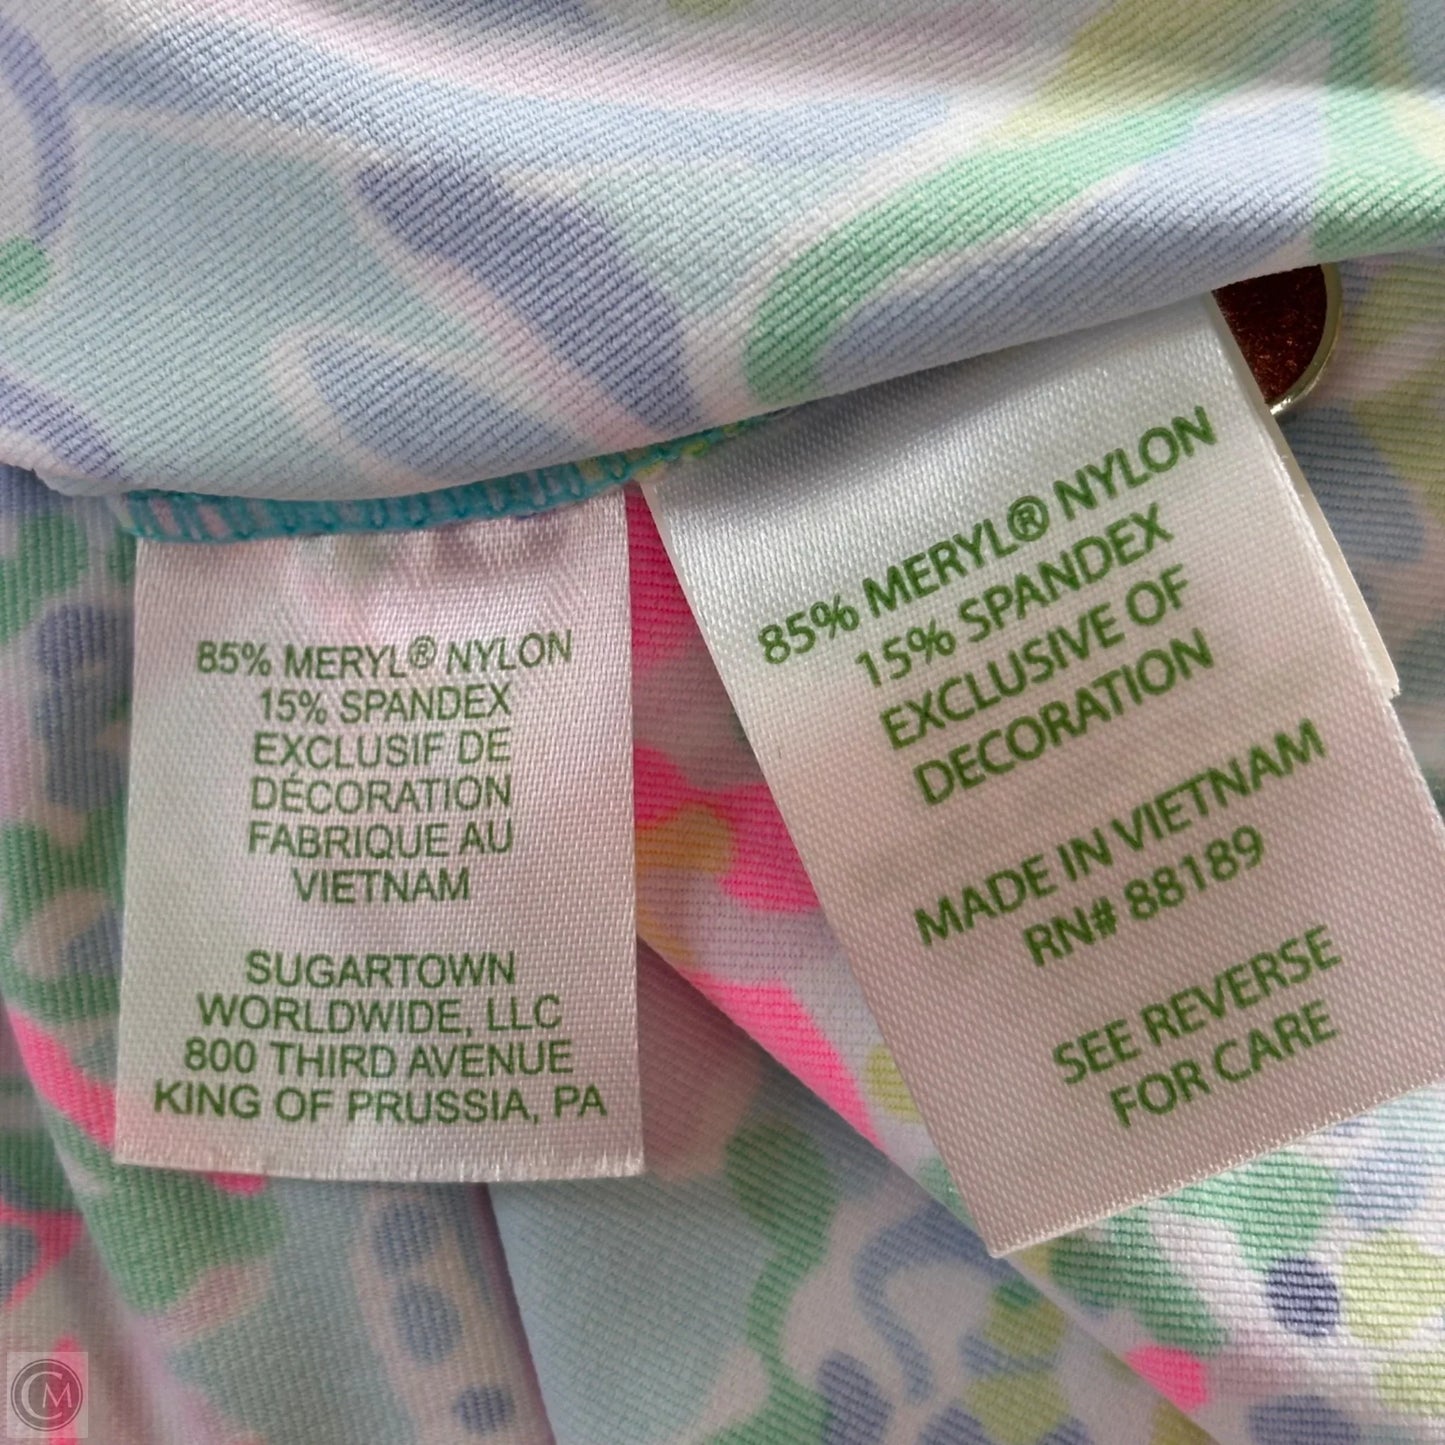 85% MERYL® NYLON
15% SPANDEX
EXCLUSIF DE
DÉCORATION
FABRIQUE AU
VIETNAM
SUGARTOWN
WORLDWIDE, LLC
800 THIRD AVENUE
KING OF PRUSSIA, PA
85% MERYL® NYLON
15% SPANDEX
EXCLUSIVE OF
DECORATION
MADE IN VIETNAM
RN# 88189
SEE REVERSE
FOR CARE
CM